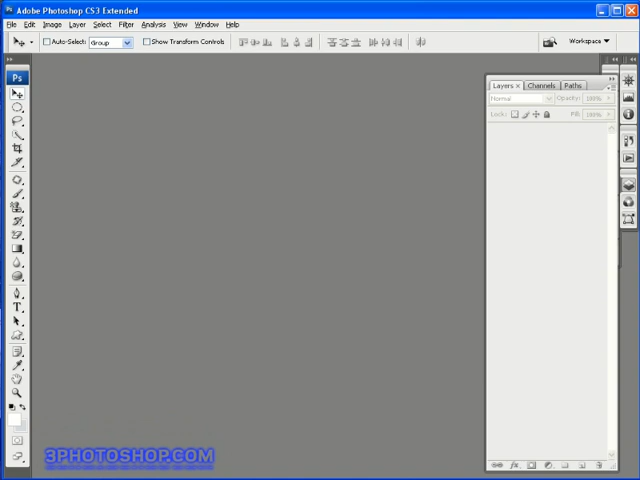 Adobe Photoshop CS3 Extended
File Edit Image Layer Select Filter Analysis View Window Help
Auto-Select: Group Show Transform Controls Workspace
Ps
Layers x Channels Paths
Normal Opacity: 100%
Lock: Fill: 100%
T
3PHOTOSHOP.COM